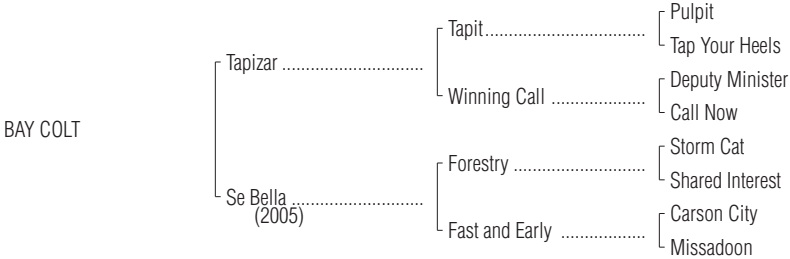 Pulpit
Tapit................................
Tap Your Heels
Tapizar ............................
Deputy Minister
Winning Call ...................
Call Now
BAY COLT
Storm Cat
Forestry ..........................
Shared Interest
Se Bella ..........................
(2005)
Carson City
Fast and Early .................
Missadoon